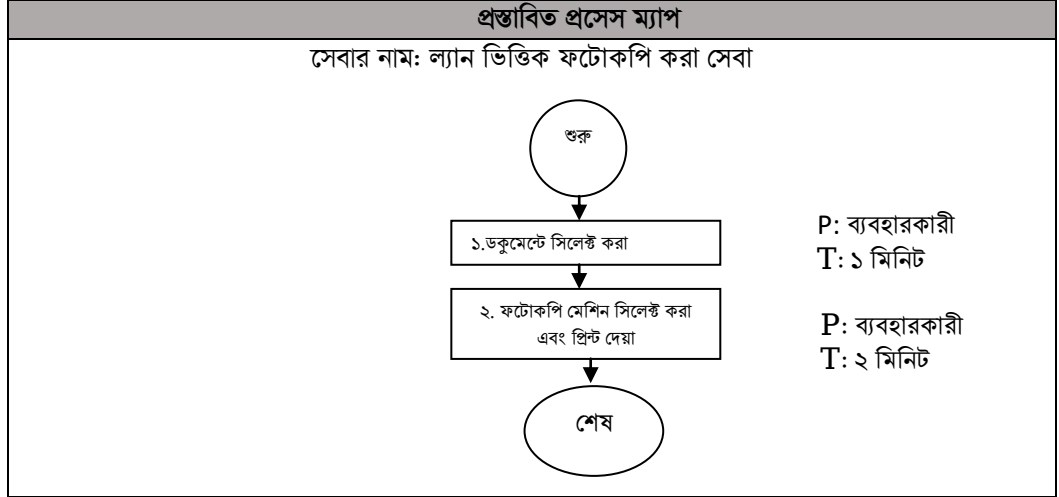 প্রস্তাবিত প্রসেস ম্যাপ
সেবার নাম: ল্যান ভিত্তিক ফটোকপি করা সেবা
শুরু
১.ডকুমেন্টে সিলেক্ট করা
P: ব্যবহারকারী
T: ১ মিনিট
২. ফটোকপি মেশিন সিলেক্ট করা
এবং প্রিন্ট দেয়া
P: ব্যবহারকারী
T: ২ মিনিট
শেষ